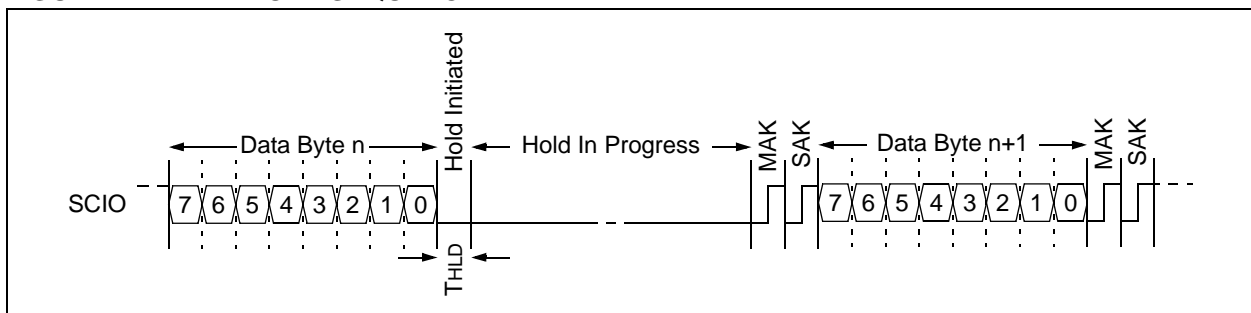 Hold Initiated
MAK
SAK
MAK
SAK
Data Byte n
Hold In Progress
Data Byte n+1
SCIO
7 6 5 4 3 2 1 0
7 6 5 4 3 2 1 0
THLD